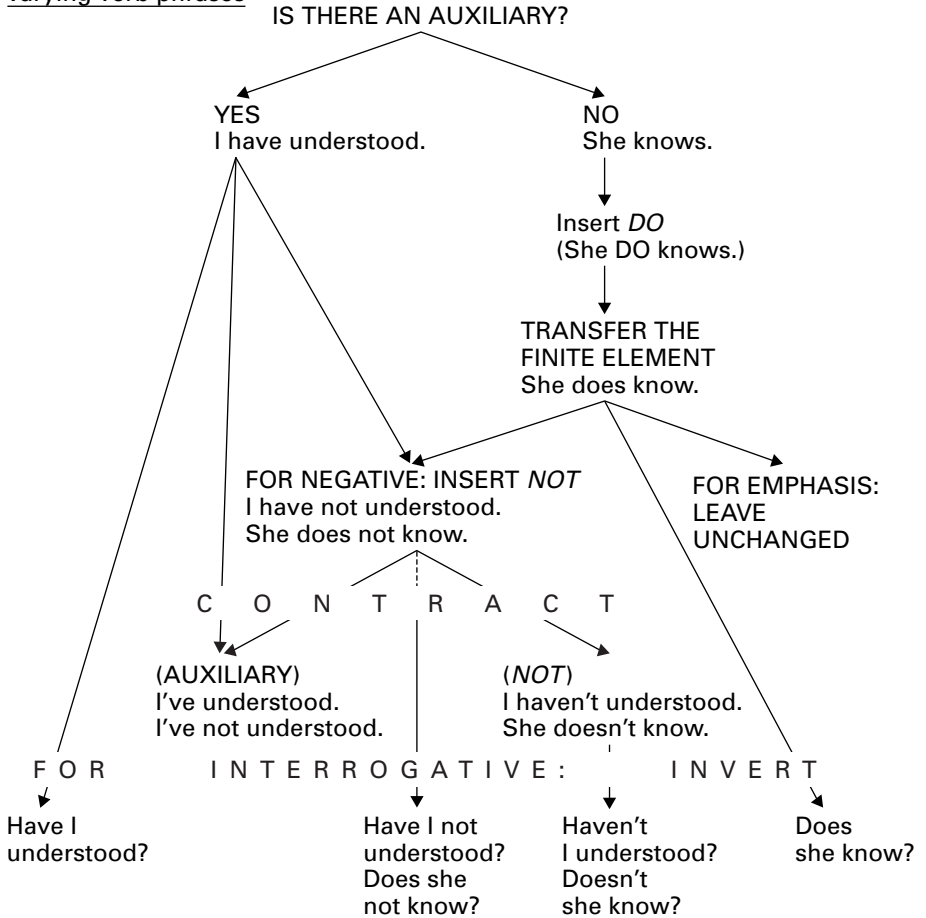 Varying verb phrases
IS THERE AN AUXILIARY?
YES
I have understood.
NO
She knows.
Insert DO
(She DO knows.)
TRANSFER THE
FINITE ELEMENT
She does know.
FOR NEGATIVE: INSERT NOT
I have not understood.
She does not know.
FOR EMPHASIS:
LEAVE
UNCHANGED
C O N T R A C T
(AUXILIARY)
I've understood.
I've not understood.
(NOT)
I haven't understood.
She doesn't know.
F O R I N T E R R O G A T I V E : I N V E R T
Have I
understood?
Have I not
understood?
Does she
not know?
Haven't
I understood?
Doesn't
she know?
Does
she know?